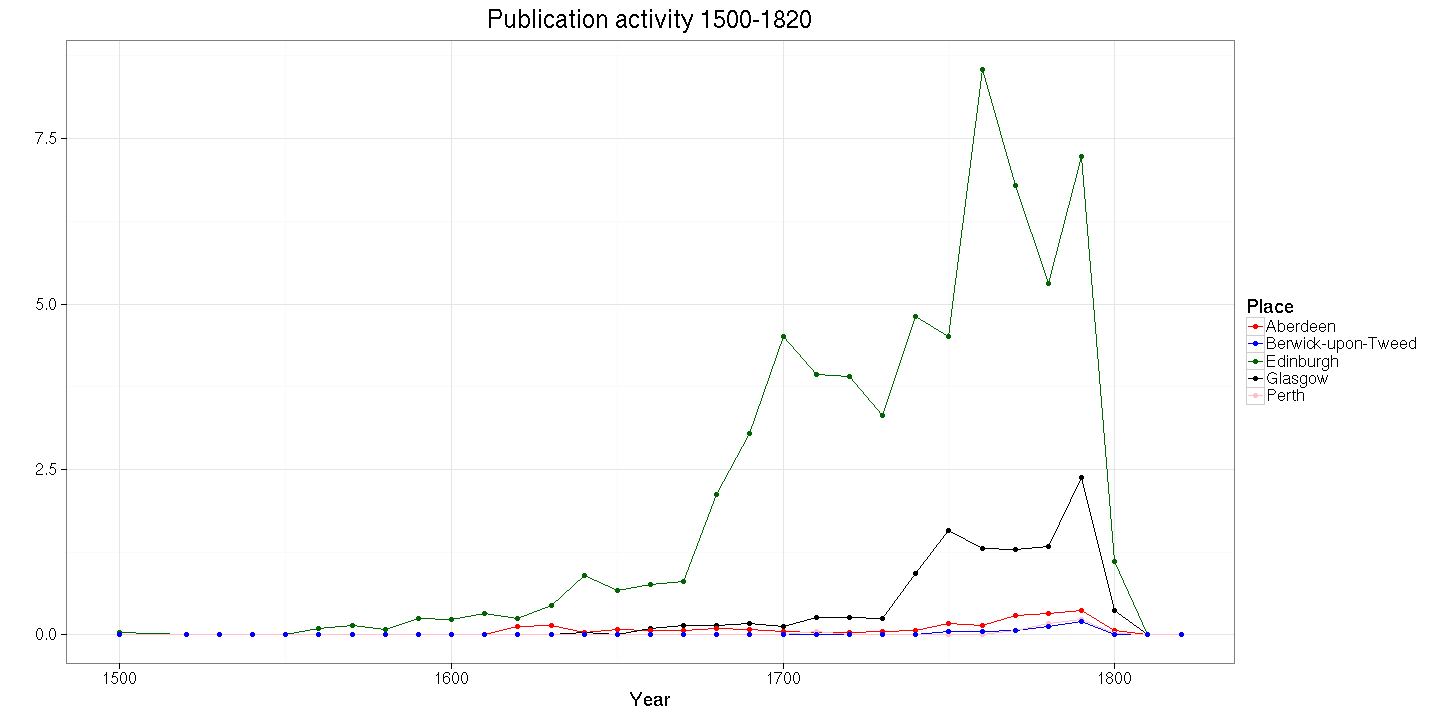 Publication activity 1500-1820
7.5
5.0
2.5
0.0
1500
1600
1700
1800
Year
Place
Aberdeen
Berwick-upon-Tweed
Edinburgh
Glasgow
Perth